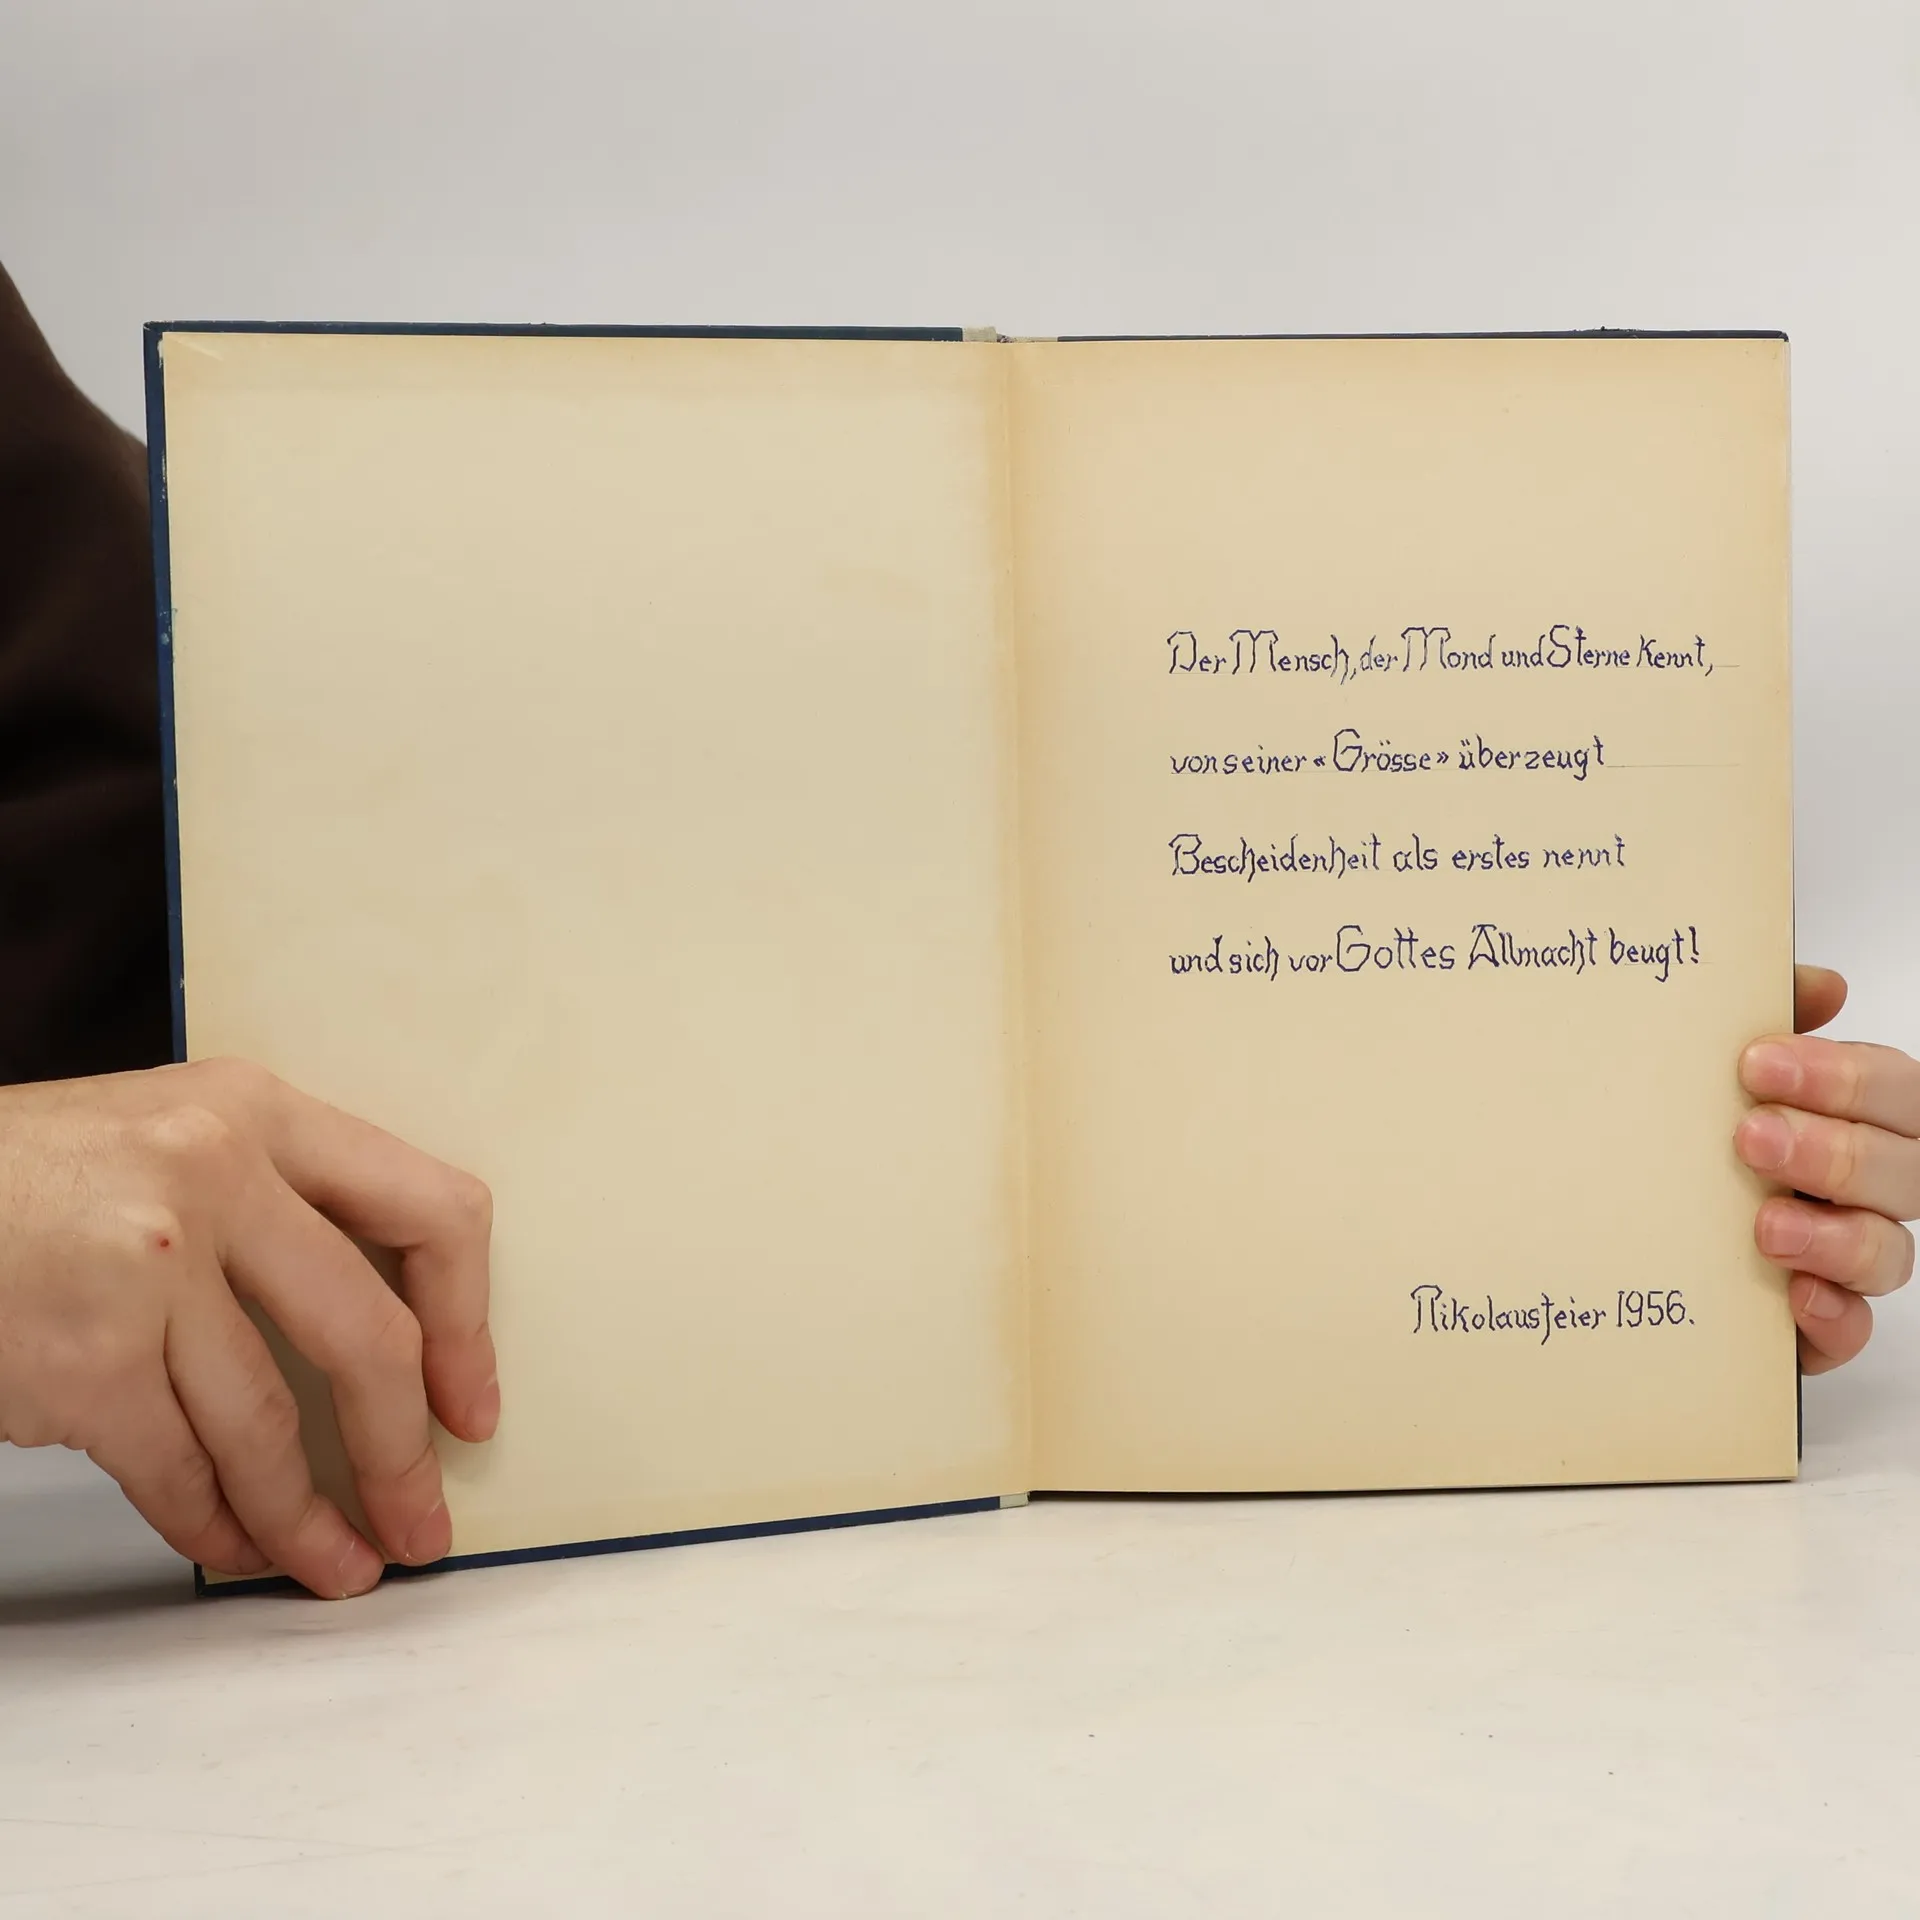 Der Mensch, der Mond und Sterne kennt,
von seiner «Grösse» überzeugt
Bescheidenheit als erstes nennt
und sich vor Gottes Allmacht beugt!
Nikolausfeier 1956.